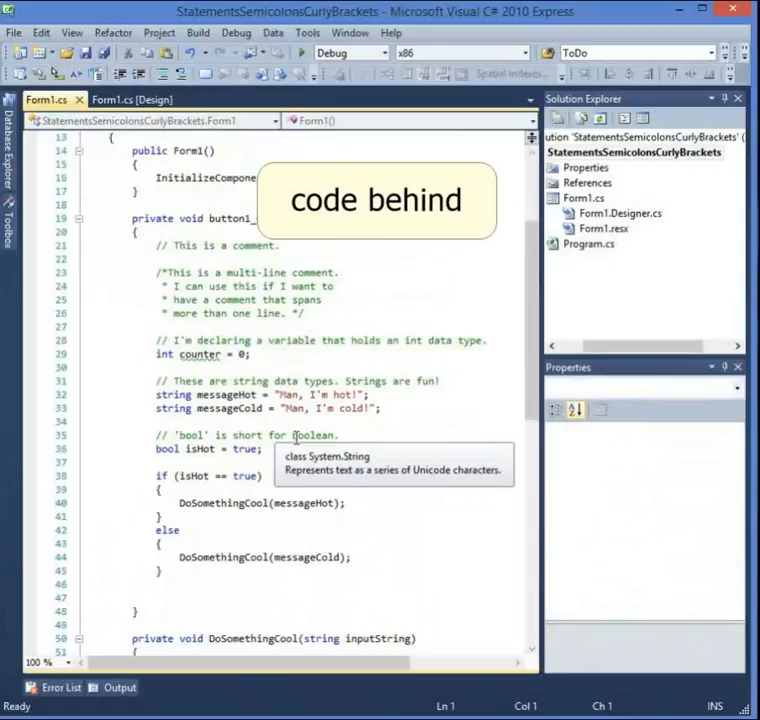 StatementsSemicolonsCurlyBrackets - Microsoft Visual C# 2010 Express
File Edit View Refactor Project Build Debug Data Tools Window Help
Debug x86 ToDo
Spatial Indexes...
Form1.cs Form1.cs [Design]
StatementsSemicolonsCurlyBrackets.Form1 Form1()
Database Explorer
Toolbox
code behind
13 {
14 public Form1()
15 {
16 InitializeCompone
17 }
18
19 private void button1_
20 {
21 // This is a comment.
22
23 /*This is a multi-line comment.
24 * I can use this if I want to
25 * have a comment that spans
26 * more than one line. */
27
28 // I'm declaring a variable that holds an int data type.
29 int counter = 0;
30
31 // These are string data types. Strings are fun!
32 string messageHot = "Man, I'm hot!";
33 string messageCold = "Man, I'm cold!";
34
35 // 'bool' is short for boolean.
36 bool isHot = true;
37
38 if (isHot == true)
39 {
40 DoSomethingCool(messageHot);
41 }
42 else
43 {
44 DoSomethingCool(messageCold);
45 }
46
47
48 }
49
50 private void DoSomethingCool(string inputString)
51 {
class System.String
Represents text as a series of Unicode characters.
100 %
Solution Explorer
ution 'StatementsSemicolonsCurlyBrackets' (
StatementsSemicolonsCurlyBrackets
Properties
References
Form1.cs
Form1.Designer.cs
Form1.resx
Program.cs
Properties
Error List Output
Ready Ln 1 Col 1 Ch 1 INS